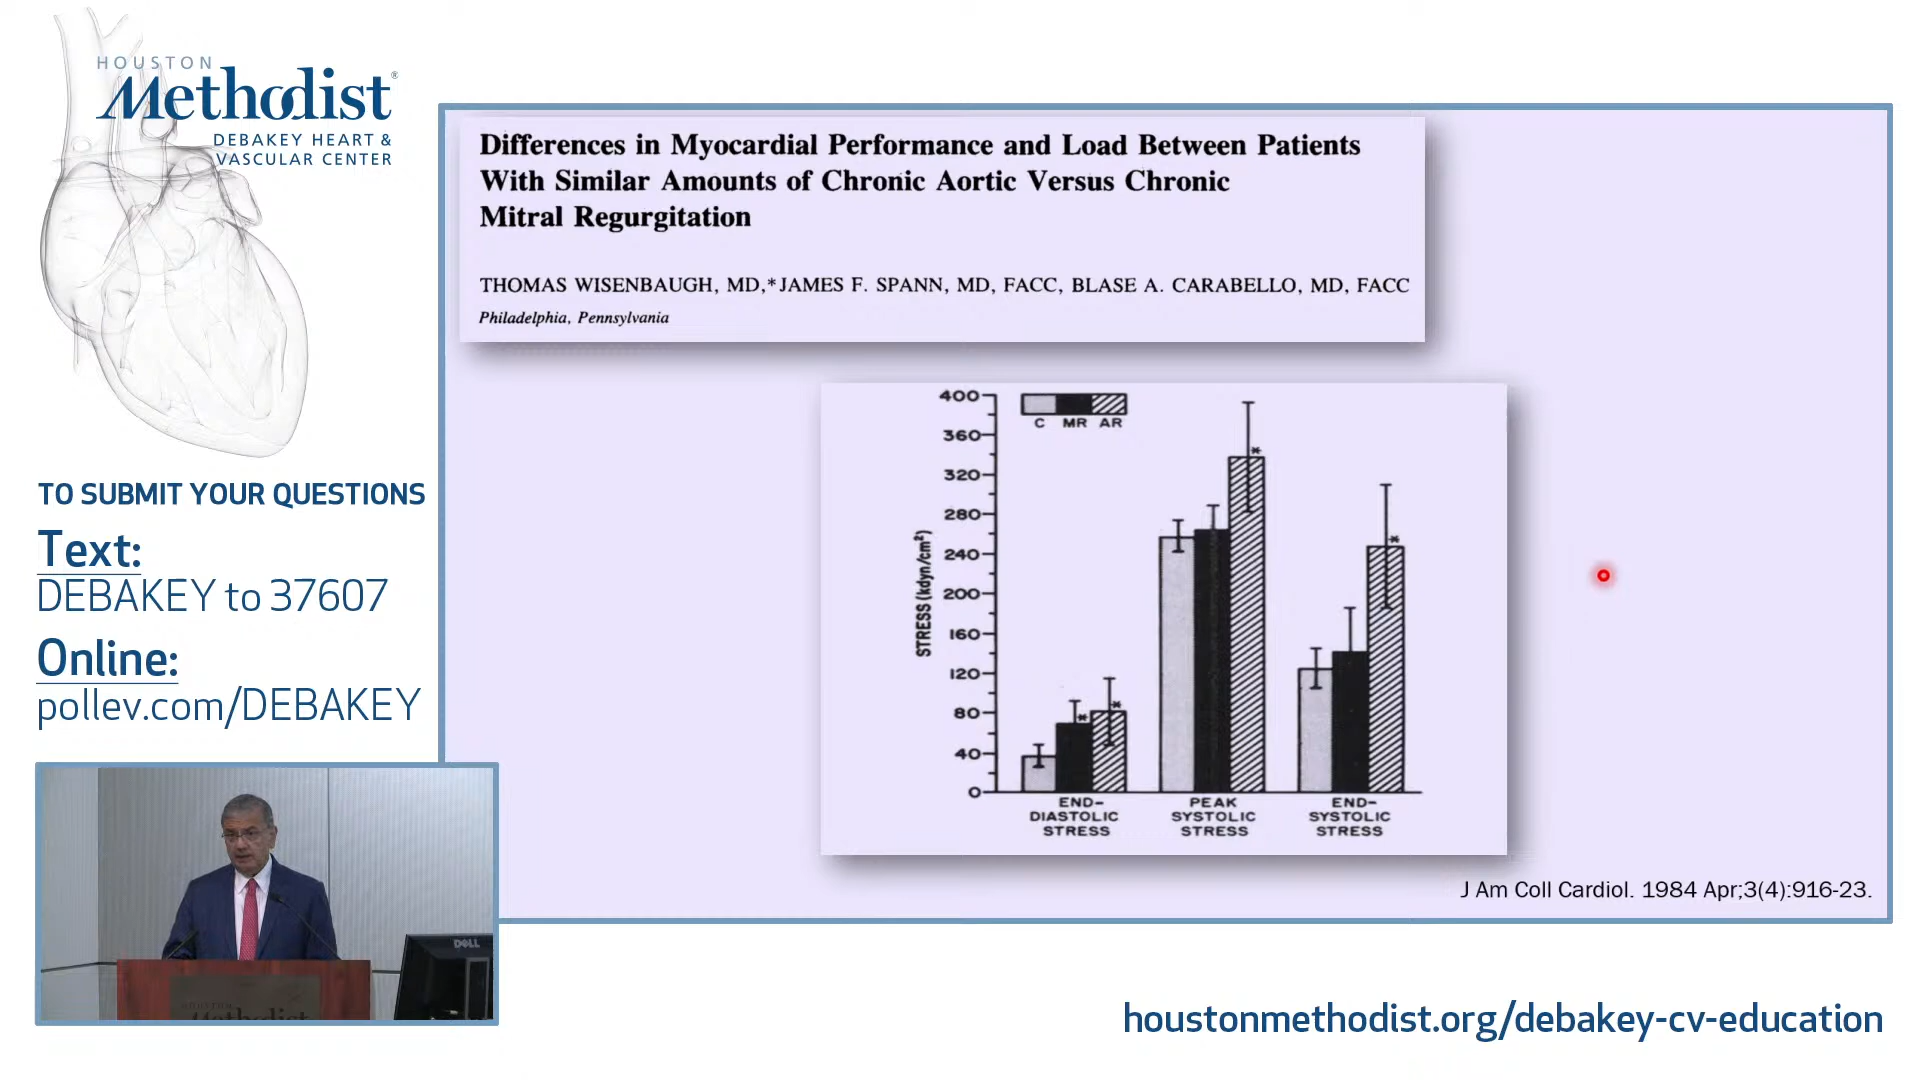 HOUSTON
Methodist®
DEBAKEY HEART &
VASCULAR CENTER
TO SUBMIT YOUR QUESTIONS
Text:
DEBAKEY to 37607
Online:
pollev.com/DEBAKEY
Differences in Myocardial Performance and Load Between Patients
With Similar Amounts of Chronic Aortic Versus Chronic
Mitral Regurgitation
THOMAS WISENBAUGH, MD,* JAMES F. SPANN, MD, FACC, BLASE A. CARABELLO, MD, FACC
Philadelphia, Pennsylvania
C MR AR
STRESS (kdyn/cm²)
400
360
320
280
240
200
160
120
80
40
0
*
*
*
*
END-
DIASTOLIC
STRESS
PEAK
SYSTOLIC
STRESS
END-
SYSTOLIC
STRESS
J Am Coll Cardiol. 1984 Apr;3(4):916-23.
DELL
HOUSTON
Methodist
houstonmethodist.org/debakey-cv-education